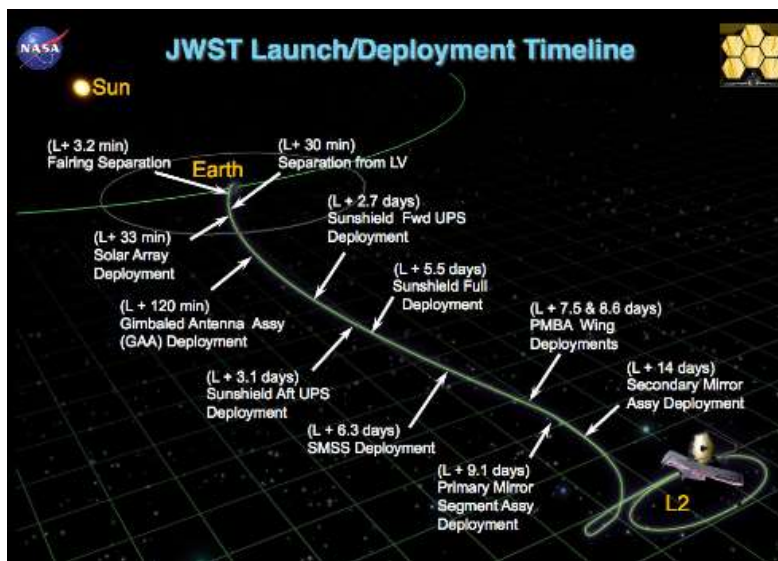 NASA
JWST Launch/Deployment Timeline
Sun
(L+ 3.2 min)
Fairing Separation
Earth
(L+ 30 min)
Separation from LV
(L + 2.7 days)
Sunshield Fwd UPS
Deployment
(L+ 33 min)
Solar Array
Deployment
(L + 5.5 days)
Sunshield Full
Deployment
(L + 120 min)
Gimbaled Antenna Assy
(GAA) Deployment
(L + 7.5 & 8.6 days)
PMBA Wing
Deployments
(L + 3.1 days)
Sunshield Aft UPS
Deployment
(L + 14 days)
Secondary Mirror
Assy Deployment
(L + 6.3 days)
SMSS Deployment
(L + 9.1 days)
Primary Mirror
Segment Assy
Deployment
L2